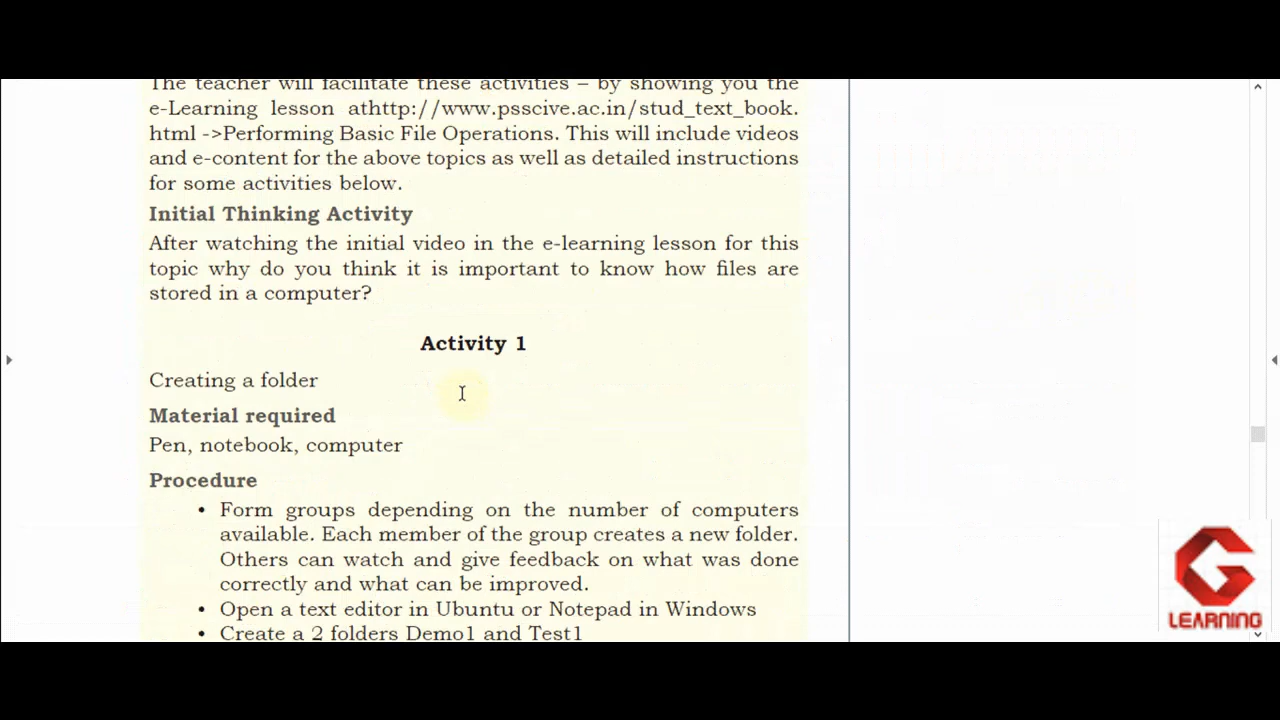 The teacher will facilitate these activities – by showing you the
e-Learning lesson athttp://www.psscive.ac.in/stud_text_book.
html ->Performing Basic File Operations. This will include videos
and e-content for the above topics as well as detailed instructions
for some activities below.
Initial Thinking Activity
After watching the initial video in the e-learning lesson for this
topic why do you think it is important to know how files are
stored in a computer?
Activity 1
Creating a folder
Material required
Pen, notebook, computer
Procedure
• Form groups depending on the number of computers
available. Each member of the group creates a new folder.
Others can watch and give feedback on what was done
correctly and what can be improved.
• Open a text editor in Ubuntu or Notepad in Windows
• Create a 2 folders Demo1 and Test1
LEARNING